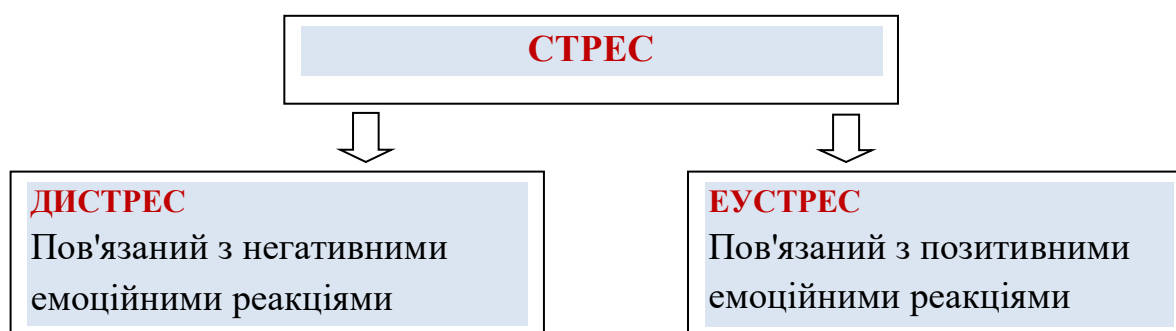 СТРЕС
ДИСТРЕС
Пов'язаний з негативними
емоційними реакціями
ЕУСТРЕС
Пов'язаний з позитивними
емоційними реакціями